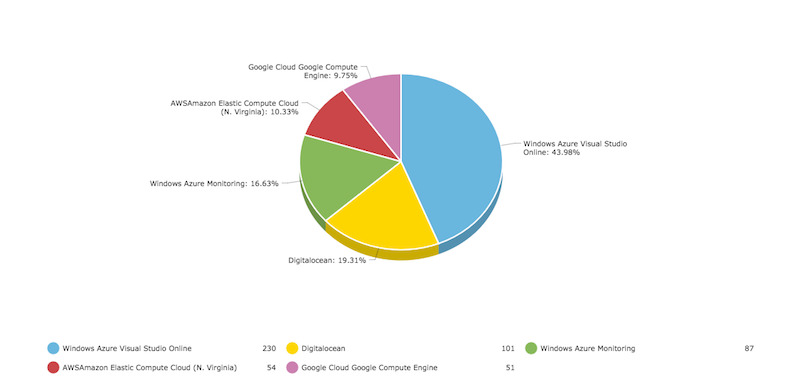 Google Cloud Google Compute
Engine: 9.75%
AWSAmazon Elastic Compute Cloud
(N. Virginia): 10.33%
Windows Azure Visual Studio
Online: 43.98%
Windows Azure Monitoring: 16.63%
Digitalocean: 19.31%
Windows Azure Visual Studio Online 230 Digitalocean 101 Windows Azure Monitoring 87
AWSAmazon Elastic Compute Cloud (N. Virginia) 54 Google Cloud Google Compute Engine 51